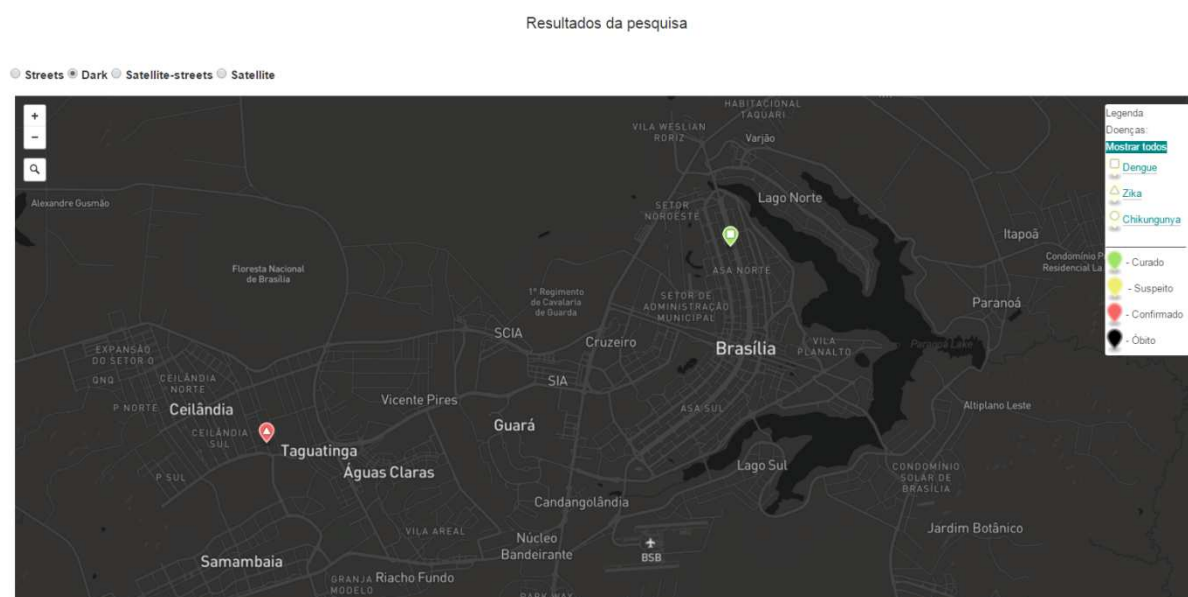 Resultados da pesquisa
Streets Dark Satellite-streets Satellite
+
−
Legenda:
Doenças:
Mostrar todos
Dengue
Zika
Chikungunya
- Curado
- Suspeito
- Confirmado
- Óbito
HABITACIONAL
TAQUARI
VILA WESLIAN
RORIZ
Varjão
Alexandre Gusmão
SETOR
NOROESTE
Lago Norte
Itapoã
Floresta Nacional
de Brasília
ASA NORTE
Condomínio
Residencial La
1º Regimento
de Cavalaria
de Guarda
SETOR DE
ADMINISTRAÇÃO
MUNICIPAL
Paranoá
SCIA
Cruzeiro
Brasília
VILA
PLANALTO
Paranoá Lake
EXPANSÃO
DO SETOR O
QNQ
CEILÂNDIA
NORTE
SIA
P NORTE
Ceilândia
Vicente Pires
ASA SUL
Altiplano Leste
CEILÂNDIA
SUL
Guará
Taguatinga
Águas Claras
P SUL
Lago Sul
CONDOMÍNIO
SOLAR DE
BRASÍLIA
Candangolândia
VILA AREAL
Núcleo
Bandeirante
BSB
Jardim Botânico
Samambaia
GRANJA
MODELO
Riacho Fundo
PARK WAY